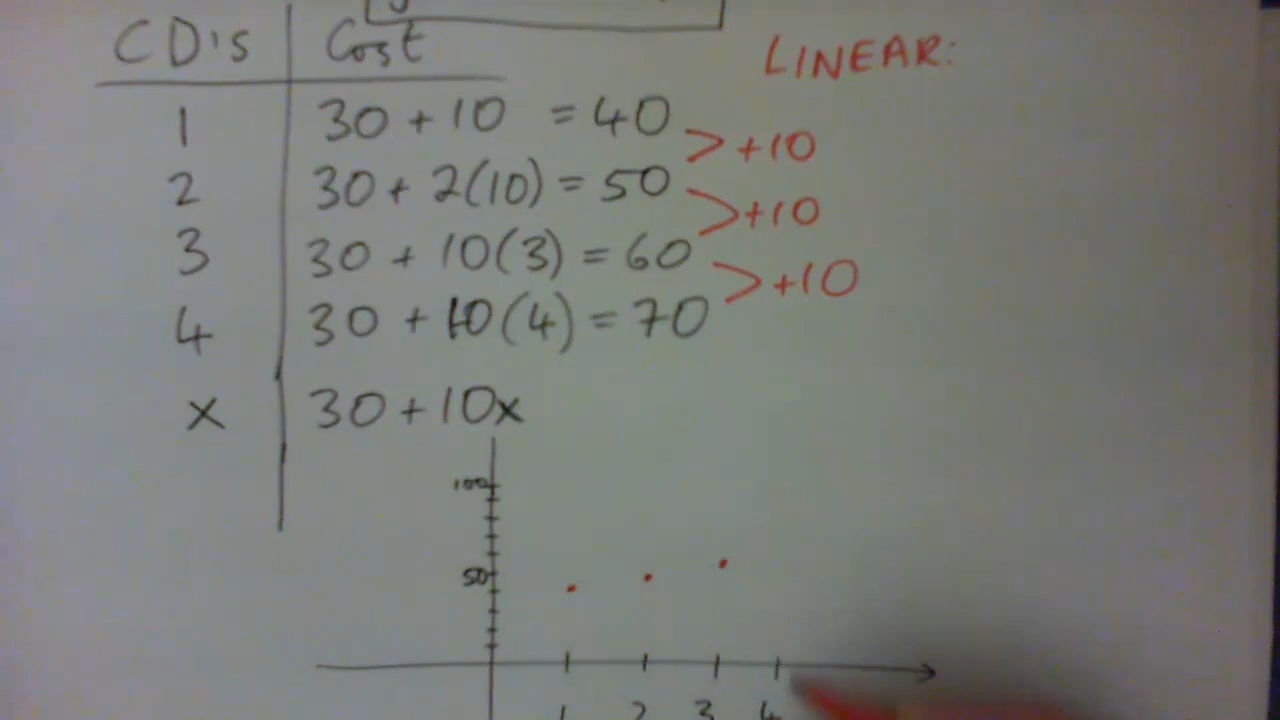 CD's Cost
LINEAR:
1 30 + 10 = 40
> +10
2 30 + 2(10) = 50
> +10
3 30 + 10(3) = 60
> +10
4 30 + 10(4) = 70
x 30 + 10x
100
50
1 2 3 4